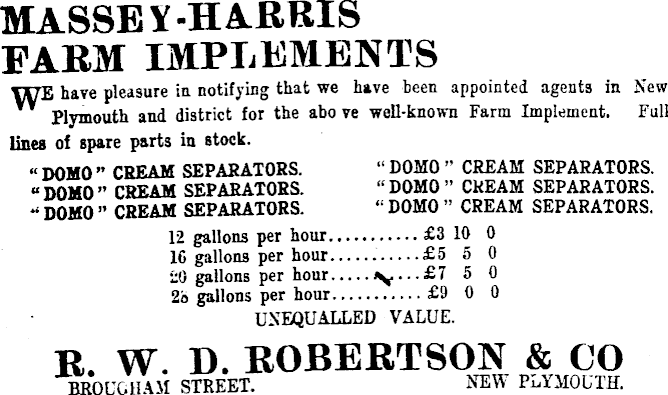 MASSEY-HARRIS
FARM IMPLEMENTS
WE have pleasure in notifying that we have been appointed agents in New
Plymouth and district for the above well-known Farm Implement. Full
lines of spare parts in stock.
"DOMO" CREAM SEPARATORS. "DOMO" CREAM SEPARATORS.
"DOMO" CREAM SEPARATORS. "DOMO" CREAM SEPARATORS.
"DOMO" CREAM SEPARATORS. "DOMO" CREAM SEPARATORS.
12 gallons per hour...........£3 10 0
16 gallons per hour...........£5 5 0
20 gallons per hour...........£7 5 0
gallons per hour...........£9 0 0
UNEQUALLED VALUE.
R. W. D. ROBERTSON & CO
BROUGHAM STREET. NEW PLYMOUTH.